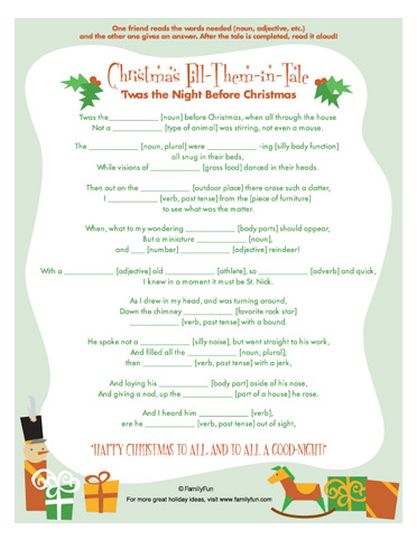 One friend reads the words needed (noun, adjective, etc.)
and the other one gives an answer. After the tale is completed, read it aloud!
Christmas Fill-Them-in-Tale
'Twas the Night Before Christmas
'Twas the__________ [noun] before Christmas, when all through the house
Not a __________ [type of animal] was stirring, not even a mouse.
The __________ [noun, plural] were __________ -ing [silly body function]
all snug in their beds,
While visions of __________ [gross food] danced in their heads.
Then out on the __________ [outdoor place] there arose such a clatter,
I __________ [verb, past tense] from the [piece of furniture]
to see what was the matter.
When, what to my wondering __________ [body parts] should appear,
But a miniature __________ [noun],
and ___ [number] __________ [adjective] reindeer!
With a __________ [adjective] old __________ [athlete], so __________ [adverb] and quick,
I knew in a moment it must be St. Nick.
As I drew in my head, and was turning around,
Down the chimney __________ [favorite rock star]
__________ [verb, past tense] with a bound.
He spoke not a __________ [silly noise], but went straight to his work,
And filled all the __________ [noun, plural];
then __________ [verb, past tense] with a jerk,
And laying his __________ [body part] aside of his nose,
And giving a nod, up the __________ [part of a house] he rose.
And I heard him __________ [verb],
ere he __________ [verb, past tense] out of sight,
"HAPPY CHRISTMAS TO ALL, AND TO ALL A GOOD-NIGHT!"
© FamilyFun
For more great holiday ideas, visit www.familyfun.com